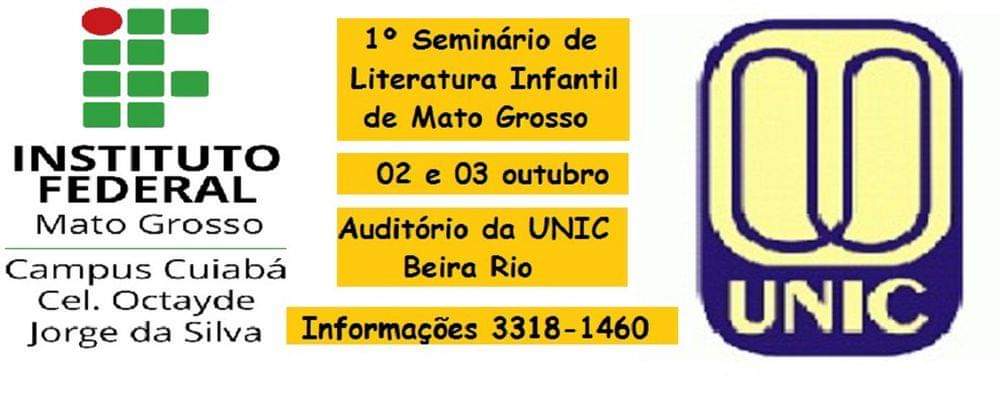 INSTITUTO
FEDERAL
Mato Grosso
Campus Cuiabá
Cel. Octayde
Jorge da Silva
1º Seminário de
Literatura Infantil
de Mato Grosso
02 e 03 outubro
Auditório da UNIC
Beira Rio
Informações 3318-1460
UNIC